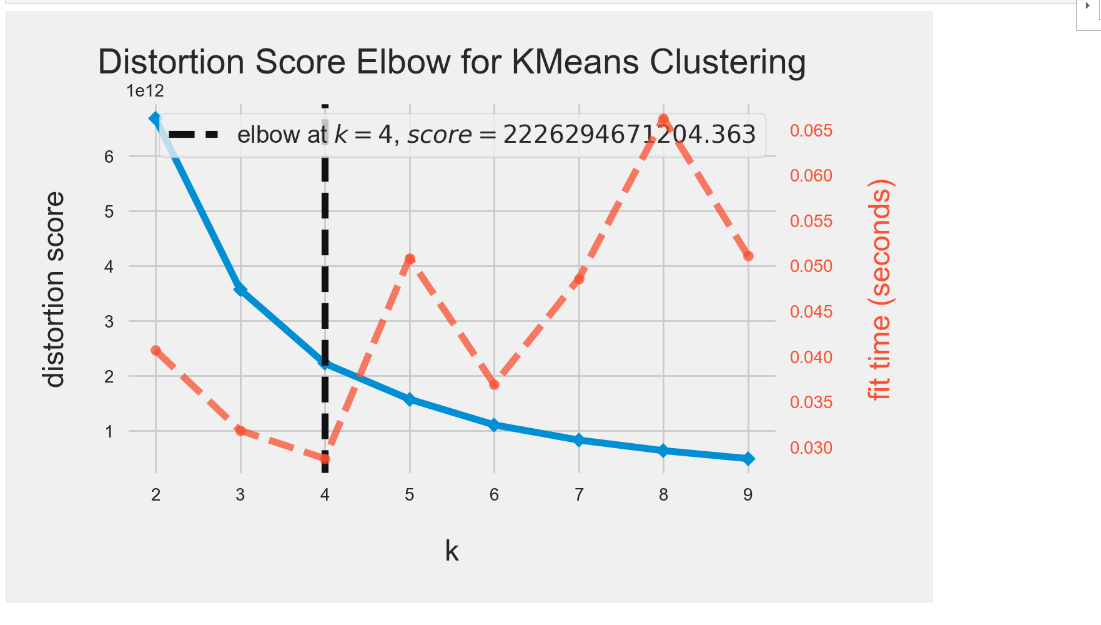 Distortion Score Elbow for KMeans Clustering
1e12
elbow at k = 4, score = 2226294671204.363
6
5
4
3
2
1
distortion score
0.065
0.060
0.055
0.050
0.045
0.040
0.035
0.030
fit time (seconds)
2 3 4 5 6 7 8 9
k